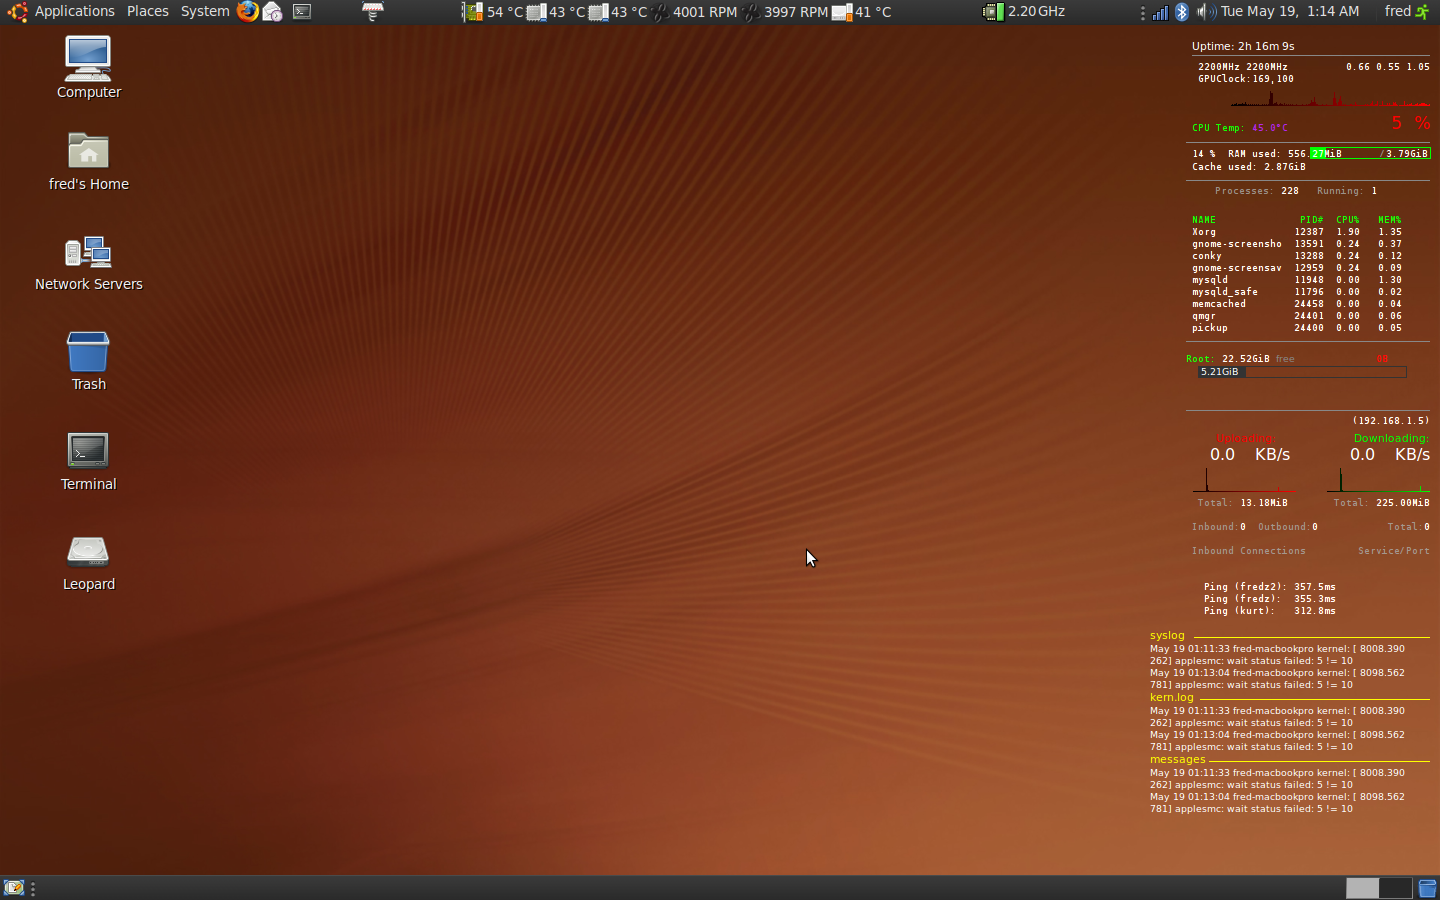 Applications Places System 54 °C 43 °C 43 °C 4001 RPM 3997 RPM 41 °C 2.20 GHz Tue May 19, 1:14 AM fred
Computer
fred's Home
Network Servers
Trash
Terminal
Leopard
Uptime: 2h 16m 9s
2200MHz 2200MHz 0.66 0.55 1.05
GPUClock:169,100
CPU Temp: 45.0°C 5 %
14 % RAM used: 556.27MiB /3.79GiB
Cache used: 2.87GiB
Processes: 228 Running: 1
NAME PID# CPU% MEM%
Xorg 12387 1.90 1.35
gnome-screensho 13591 0.24 0.37
conky 13288 0.24 0.12
gnome-screensav 12959 0.24 0.09
mysqld 11948 0.00 1.30
mysqld_safe 11796 0.00 0.02
memcached 24458 0.00 0.04
qmgr 24401 0.00 0.06
pickup 24400 0.00 0.05
Root: 22.52GiB free
5.21GiB
(192.168.1.5)
Uploading: Downloading:
0.0 KB/s 0.0 KB/s
Total: 13.18MiB Total: 225.00MiB
Inbound:0 Outbound:0 Total:0
Inbound Connections Service/Port
Ping (fredz2): 357.5ms
Ping (fredz): 355.3ms
Ping (kurt): 312.8ms
syslog
May 19 01:11:33 fred-macbookpro kernel: [ 8008.390
262] applesmc: wait status failed: 5 != 10
May 19 01:13:04 fred-macbookpro kernel: [ 8098.562
781] applesmc: wait status failed: 5 != 10
kern.log
May 19 01:11:33 fred-macbookpro kernel: [ 8008.390
262] applesmc: wait status failed: 5 != 10
May 19 01:13:04 fred-macbookpro kernel: [ 8098.562
781] applesmc: wait status failed: 5 != 10
messages
May 19 01:11:33 fred-macbookpro kernel: [ 8008.390
262] applesmc: wait status failed: 5 != 10
May 19 01:13:04 fred-macbookpro kernel: [ 8098.562
781] applesmc: wait status failed: 5 != 10